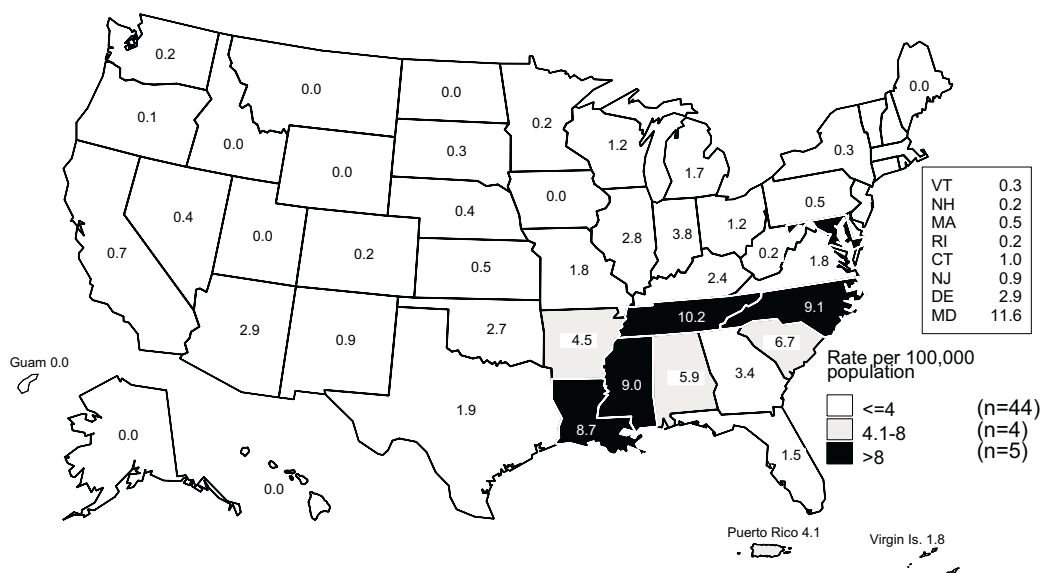 0.2
0.0
0.0
0.0
0.1
0.2
0.3
1.2
1.7
0.3
0.0
0.0
0.4
0.0
0.5
0.4
0.0
2.8
3.8
1.2
0.2
0.7
0.2
0.5
1.8
2.4
1.8
VT 0.3
NH 0.2
MA 0.5
RI 0.2
CT 1.0
NJ 0.9
DE 2.9
MD 11.6
2.9
0.9
2.7
4.5
10.2
9.1
6.7
Guam 0.0
1.9
8.7
9.0
5.9
3.4
1.5
0.0
0.0
Rate per 100,000
population
<=4 (n=44)
4.1-8 (n=4)
>8 (n=5)
Puerto Rico 4.1
Virgin Is. 1.8